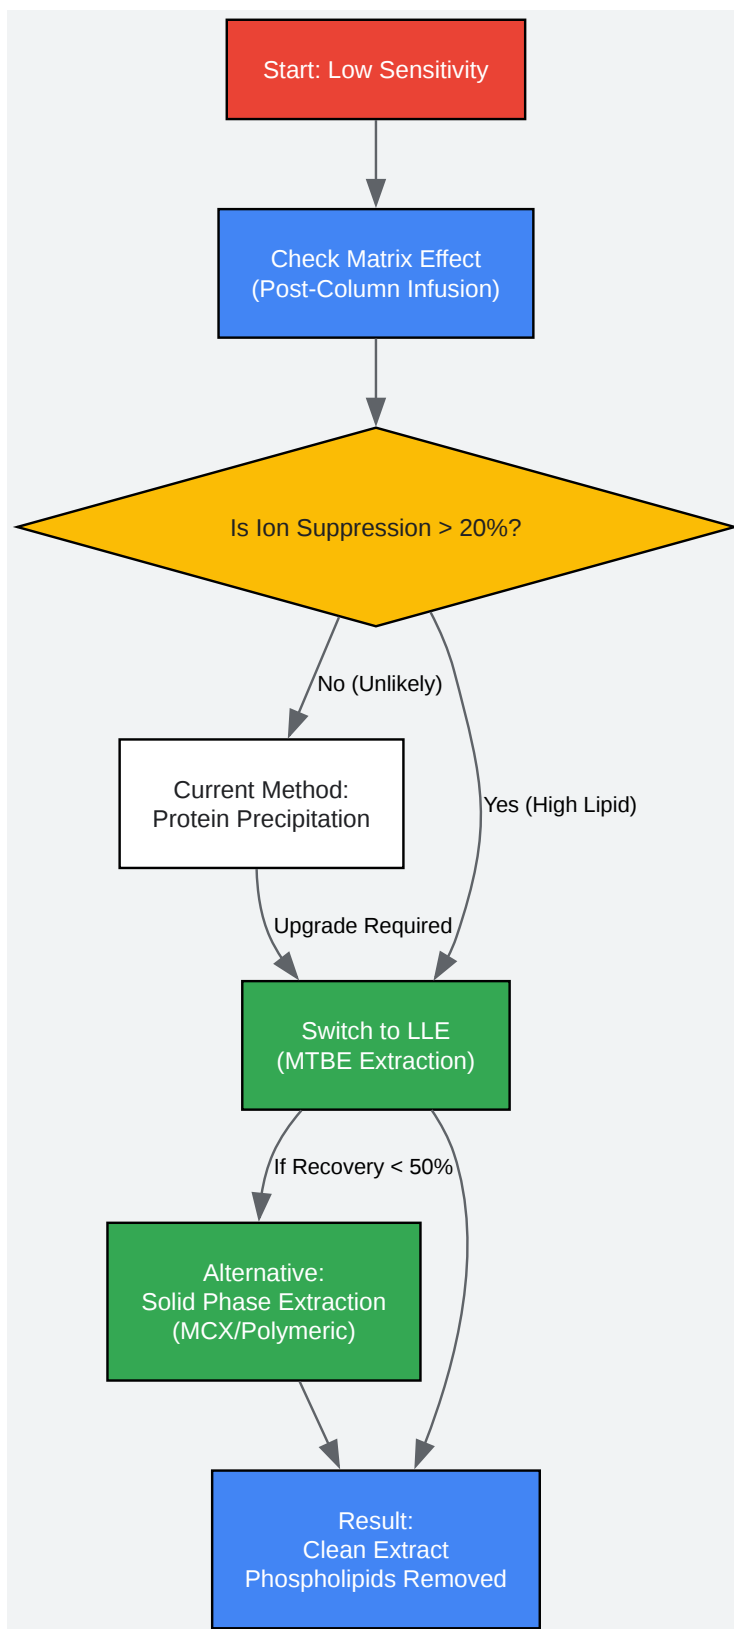 Start: Low Sensitivity
Check Matrix Effect
(Post-Column Infusion)
Is Ion Suppression > 20%?
No (Unlikely)
Current Method:
Protein Precipitation
Yes (High Lipid)
Upgrade Required
Switch to LLE
(MTBE Extraction)
If Recovery < 50%
Alternative:
Solid Phase Extraction
(MCX/Polymeric)
Result:
Clean Extract
Phospholipids Removed